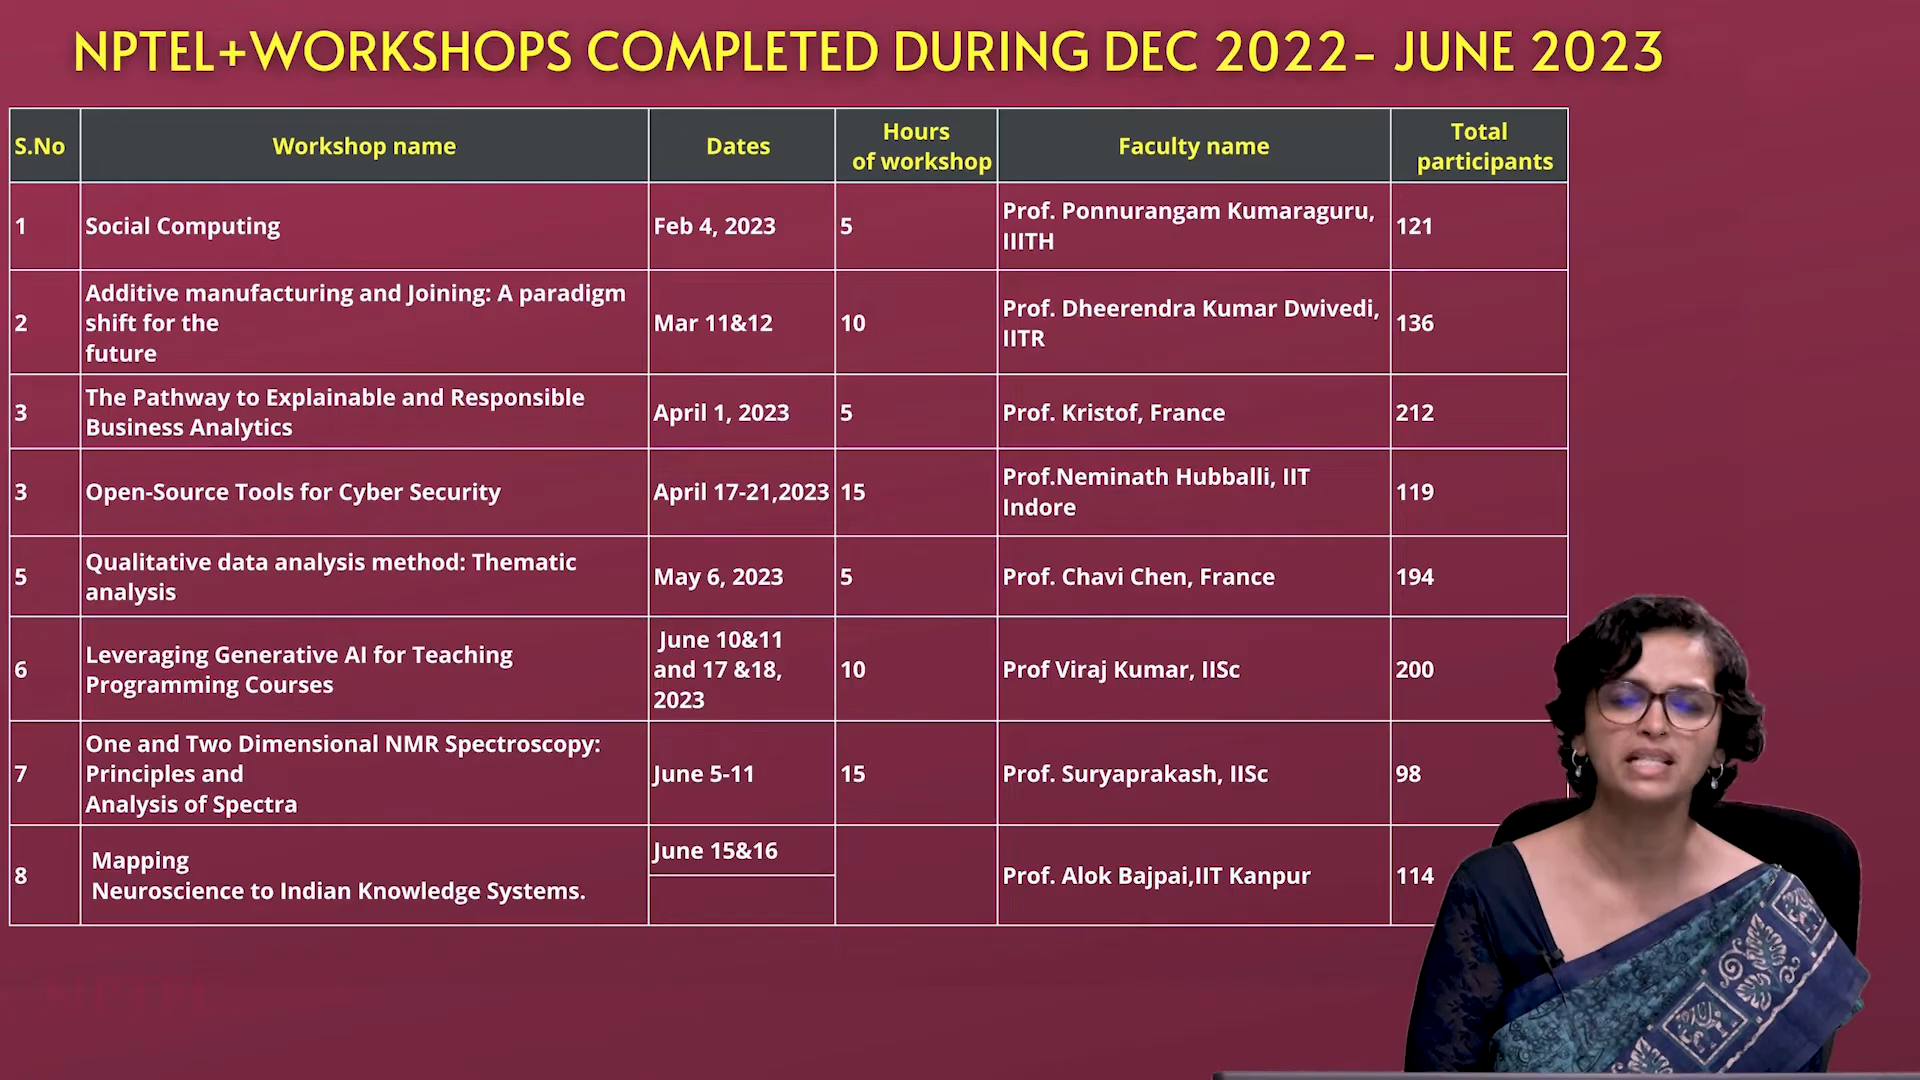 NPTEL+WORKSHOPS COMPLETED DURING DEC 2022- JUNE 2023
S.No Workshop name Dates Hours of workshop Faculty name Total participants
1 Social Computing Feb 4, 2023 5 Prof. Ponnurangam Kumaraguru, IIITH 121
2 Additive manufacturing and Joining: A paradigm shift for the future Mar 11&12 10 Prof. Dheerendra Kumar Dwivedi, IITR 136
3 The Pathway to Explainable and Responsible Business Analytics April 1, 2023 5 Prof. Kristof, France 212
3 Open-Source Tools for Cyber Security April 17-21,2023 15 Prof.Neminath Hubballi, IIT Indore 119
5 Qualitative data analysis method: Thematic analysis May 6, 2023 5 Prof. Chavi Chen, France 194
6 Leveraging Generative AI for Teaching Programming Courses June 10&11 and 17 &18, 2023 10 Prof Viraj Kumar, IISc 200
7 One and Two Dimensional NMR Spectroscopy: Principles and Analysis of Spectra June 5-11 15 Prof. Suryaprakash, IISc 98
8 Mapping Neuroscience to Indian Knowledge Systems. June 15&16 Prof. Alok Bajpai,IIT Kanpur 114